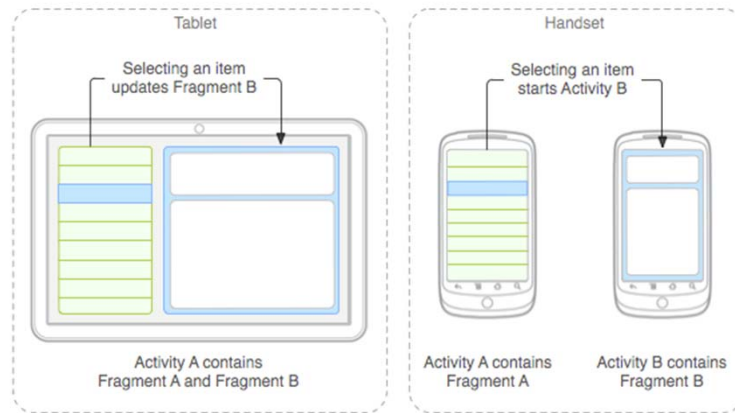 Tablet
Selecting an item
updates Fragment B
Activity A contains
Fragment A and Fragment B
Handset
Selecting an item
starts Activity B
Activity A contains
Fragment A
Activity B contains
Fragment B